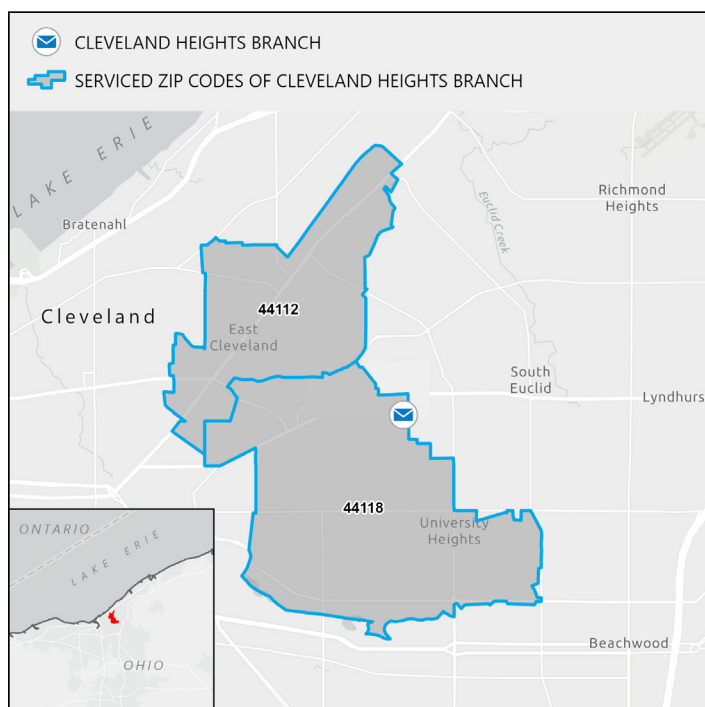 CLEVELAND HEIGHTS BRANCH
SERVICED ZIP CODES OF CLEVELAND HEIGHTS BRANCH
LAKE ERIE
Bratenahl
Euclid Creek
Richmond
Heights
Cleveland
44112
East
Cleveland
South
Euclid
Lyndhurs
44118
University
Heights
Beachwood
ONTARIO
LAKE ERIE
OHIO